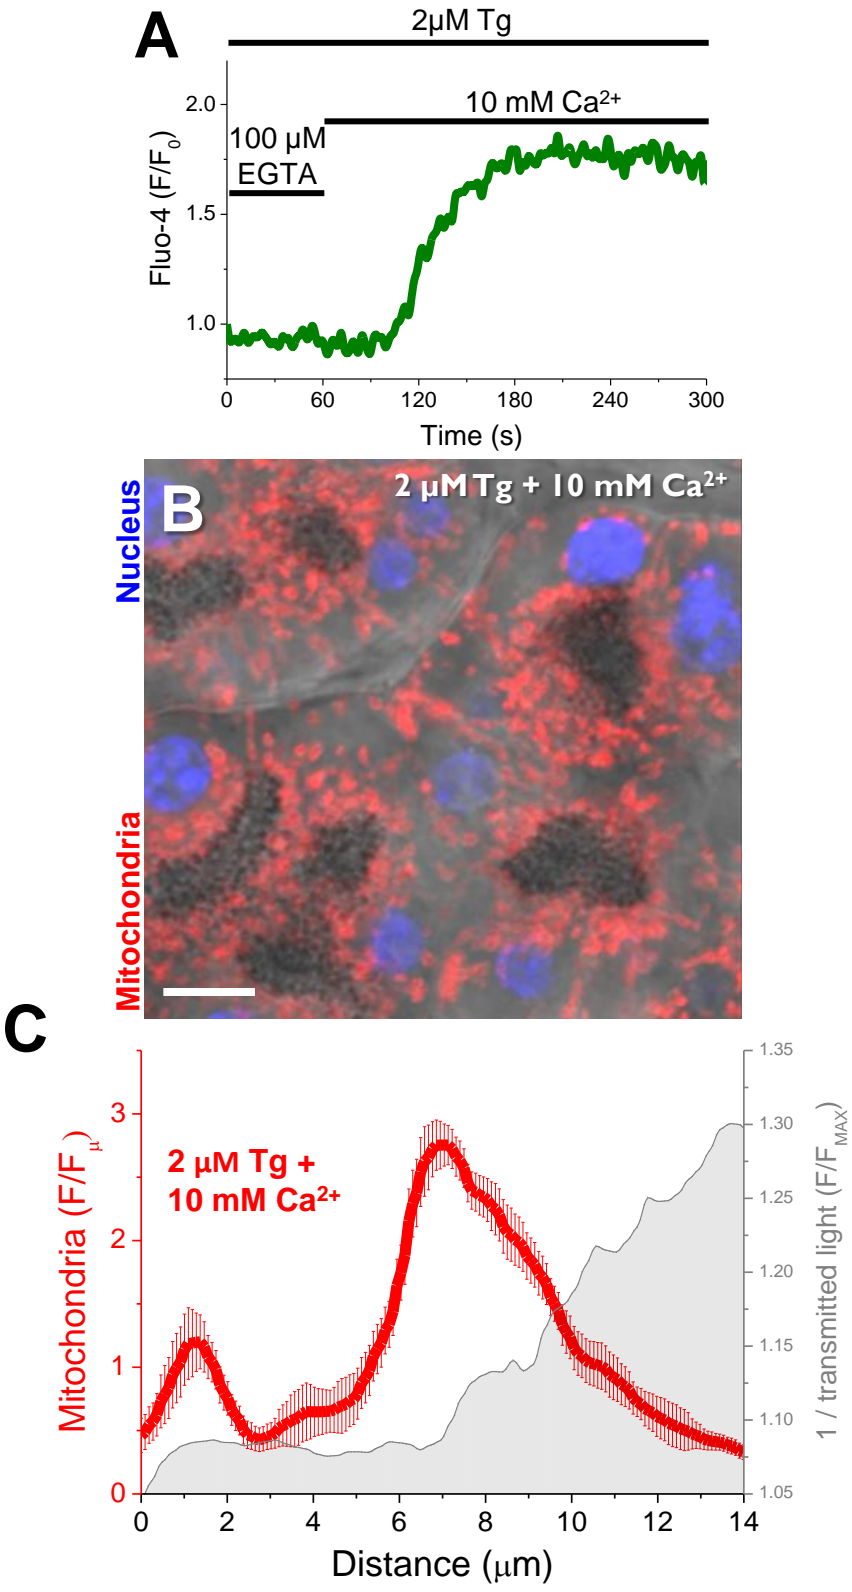 A
2μM Tg
10 mM Ca²⁺
100 μM
EGTA
Fluo-4 (F/F₀)
2.0
1.5
1.0
0 60 120 180 240 300
Time (s)
B
2 μM Tg + 10 mM Ca²⁺
Nucleus
Mitochondria
C
2 μM Tg +
10 mM Ca²⁺
Mitochondria (F/Fμ)
3
2
1
0
1 / transmitted light (F/F_MAX)
1.35
1.30
1.25
1.20
1.15
1.10
1.05
0 2 4 6 8 10 12 14
Distance (μm)